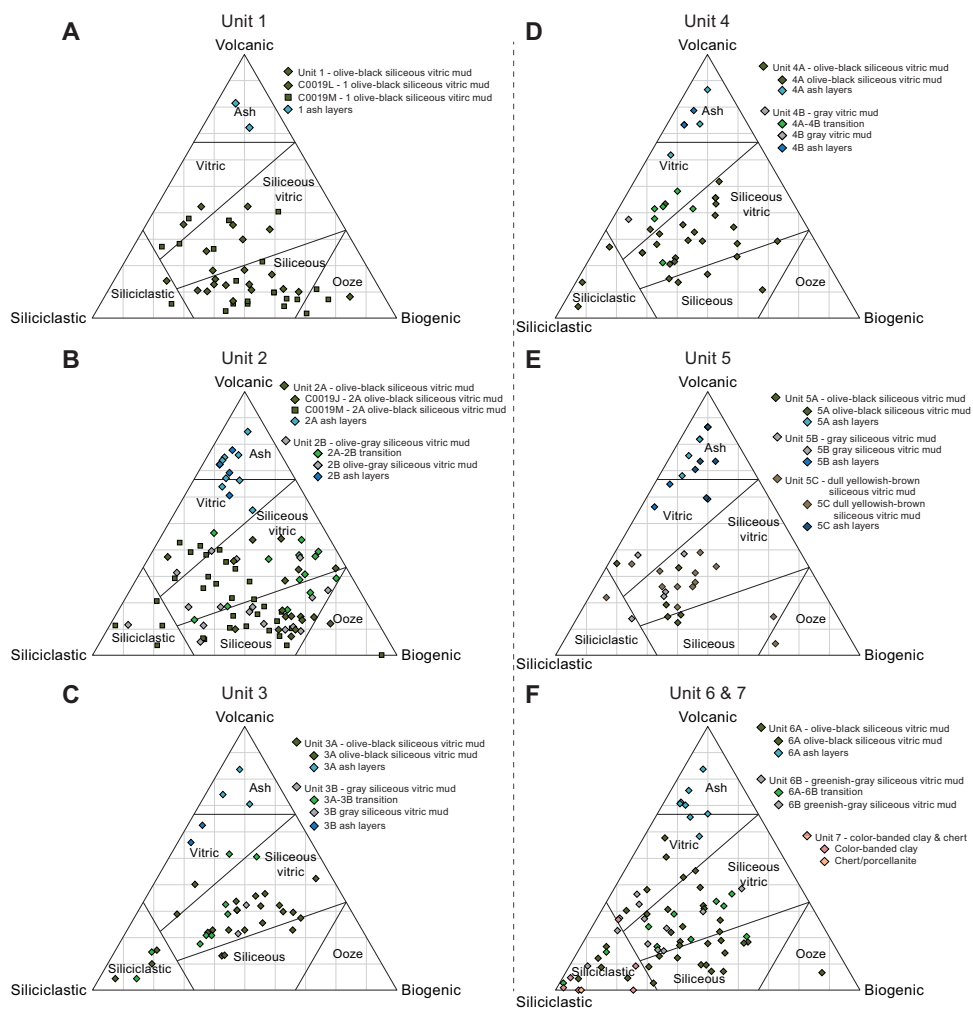 A
Unit 1
Volcanic
Unit 1 - olive-black siliceous vitric mud
C0019L - 1 olive-black siliceous vitric mud
C0019M - 1 olive-black siliceous vitric mud
1 ash layers
Ash
Vitric
Siliceous
vitric
Siliceous
Ooze
Siliciclastic
Siliciclastic
Biogenic
B
Unit 2
Volcanic
Unit 2A - olive-black siliceous vitric mud
C0019J - 2A olive-black siliceous vitric mud
C0019M - 2A olive-black siliceous vitric mud
2A ash layers
Unit 2B - olive-gray siliceous vitric mud
2A-2B transition
2B olive-gray siliceous vitric mud
2B ash layers
Ash
Vitric
Siliceous
vitric
Ooze
Siliciclastic
Siliceous
Siliciclastic
Biogenic
C
Unit 3
Volcanic
Unit 3A - olive-black siliceous vitric mud
3A olive-black siliceous vitric mud
3A ash layers
Unit 3B - gray siliceous vitric mud
3A-3B transition
3B gray siliceous vitric mud
3B ash layers
Ash
Vitric
Siliceous
vitric
Siliceous
Ooze
Siliciclastic
Siliciclastic
Biogenic
D
Unit 4
Volcanic
Unit 4A - olive-black siliceous vitric mud
4A olive-black siliceous vitric mud
4A ash layers
Unit 4B - gray vitric mud
4A-4B transition
4B gray vitric mud
4B ash layers
Ash
Vitric
Siliceous
vitric
Ooze
Siliciclastic
Siliceous
Siliciclastic
Biogenic
E
Unit 5
Volcanic
Unit 5A - olive-black siliceous vitric mud
5A olive-black siliceous vitric mud
5A ash layers
Unit 5B - gray siliceous vitric mud
5B gray siliceous vitric mud
5B ash layers
Unit 5C - dull yellowish-brown
siliceous vitric mud
5C dull yellowish-brown
siliceous vitric mud
5C ash layers
Ash
Vitric
Siliceous
vitric
Ooze
Siliciclastic
Siliceous
Siliciclastic
Biogenic
F
Unit 6 & 7
Volcanic
Unit 6A - olive-black siliceous vitric mud
6A olive-black siliceous vitric mud
6A ash layers
Unit 6B - greenish-gray siliceous vitric mud
6A-6B transition
6B greenish-gray siliceous vitric mud
Unit 7 - color-banded clay & chert
Color-banded clay
Chert/porcellanite
Ash
Vitric
Siliceous
vitric
Ooze
Siliciclastic
Siliceous
Siliciclastic
Biogenic